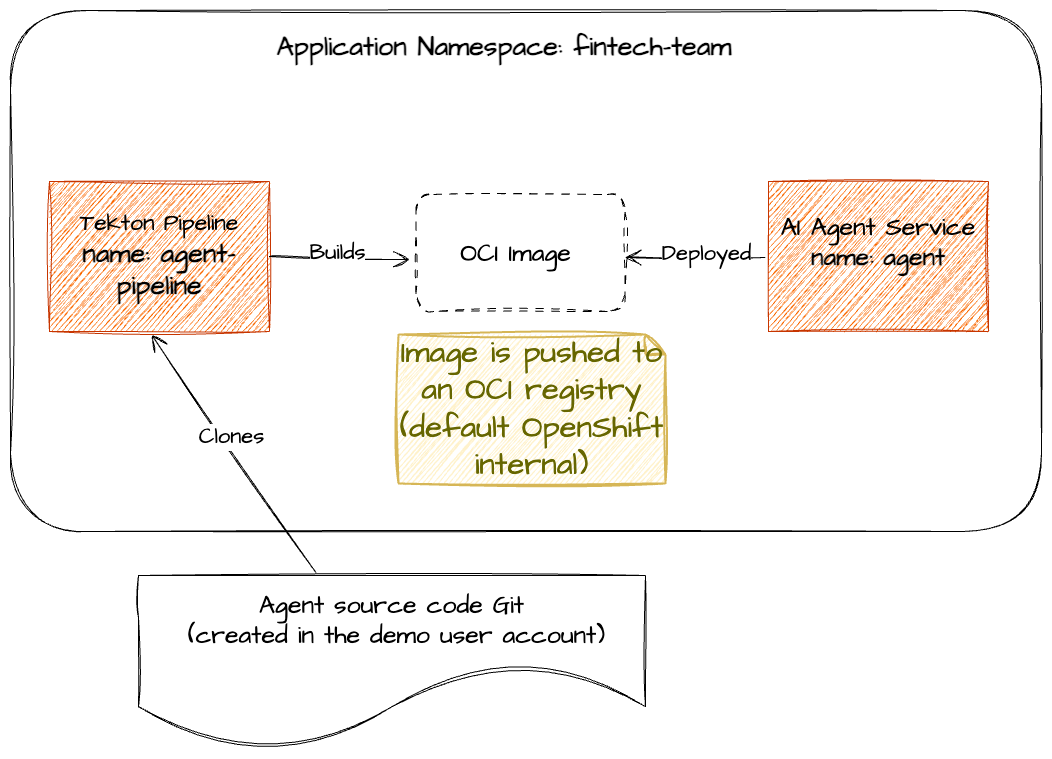 Application Namespace: fintech-team
Tekton Pipeline
name: agent-
pipeline
Builds
OCI Image
Deployed
AI Agent Service
name: agent
Image is pushed to
an OCI registry
(default OpenShift
internal)
Clones
Agent source code Git
(created in the demo user account)